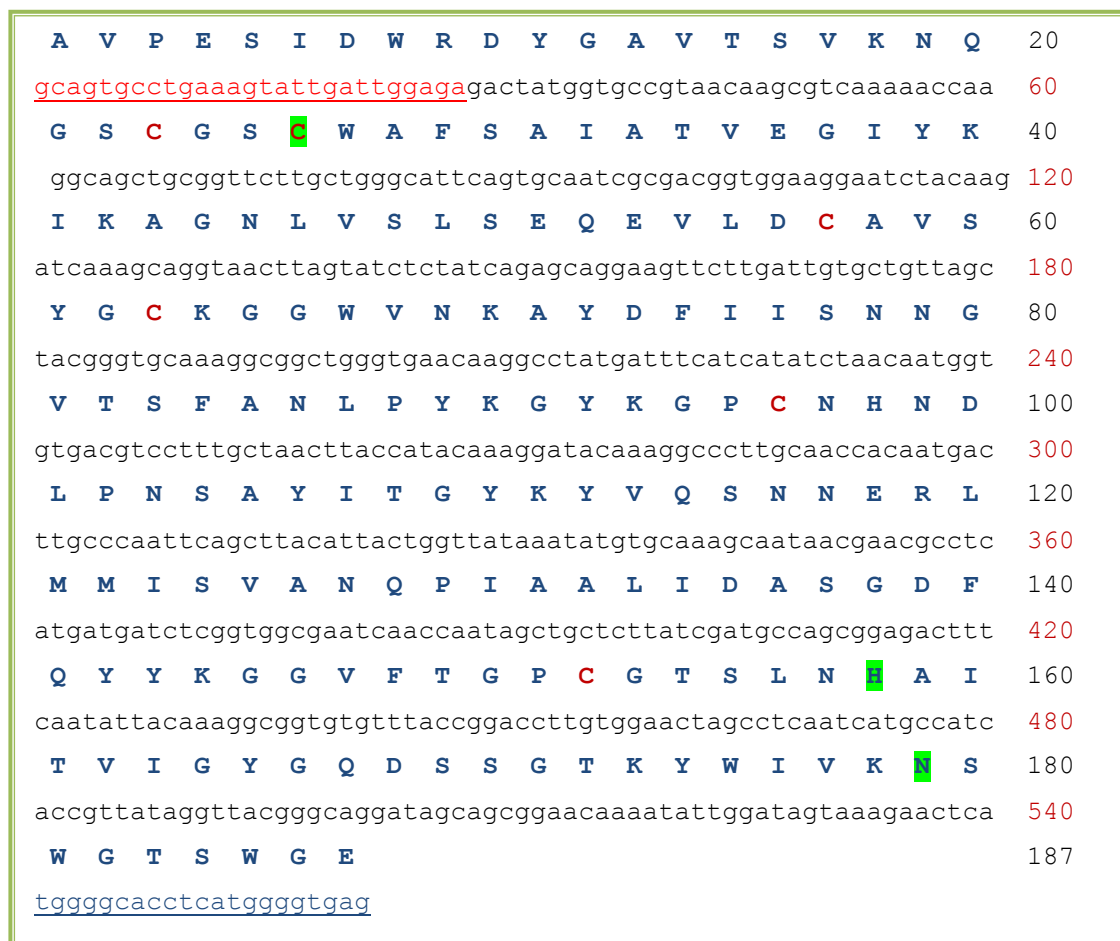 A V P E S I D W R D Y G A V T S V K N Q 20
gcagtgcctgaaagtattgattggagagactatggtgccgtaacaagcgtcaaaaaccaa 60
G S C G S C W A F S A I A T V E G I Y K 40
ggcagctgcggttcttgctgggcattcagtgcaatcgcgacggtggaaggaatctacaag 120
I K A G N L V S L S E Q E V L D C A V S 60
atcaaagcaggtaacttagtatctctatcagagcaggaagttcttgattgtgctgttagc 180
Y G C K G G W V N K A Y D F I I S N N G 80
tacgggtgcaaaggcggctgggtgaacaaggcctatgatttcatcatatctaacaatggt 240
V T S F A N L P Y K G Y K G P C N H N D 100
gtgacgtcctttgctaacttaccatacaaaggatacaaaggcccttgcaaccacaatgac 300
L P N S A Y I T G Y K Y V Q S N N E R L 120
ttgcccaattcagcttacattactggttataaatatgtgcaaagcaataacgaacgcctc 360
M M I S V A N Q P I A A L I D A S G D F 140
atgatgatctcggtggcgaatcaaccaatagctgctcttatcgatgccagcggagacttt 420
Q Y Y K G G V F T G P C G T S L N H A I 160
caatattacaaaggcggtgtgtttaccggaccttgtggaactagcctcaatcatgccatc 480
T V I G Y G Q D S S G T K Y W I V K N S 180
accgttataggttacgggcaggatagcagcggaacaaaatattggatagtaaagaactca 540
W G T S W G E 187
tggggcacctcatggggtgag